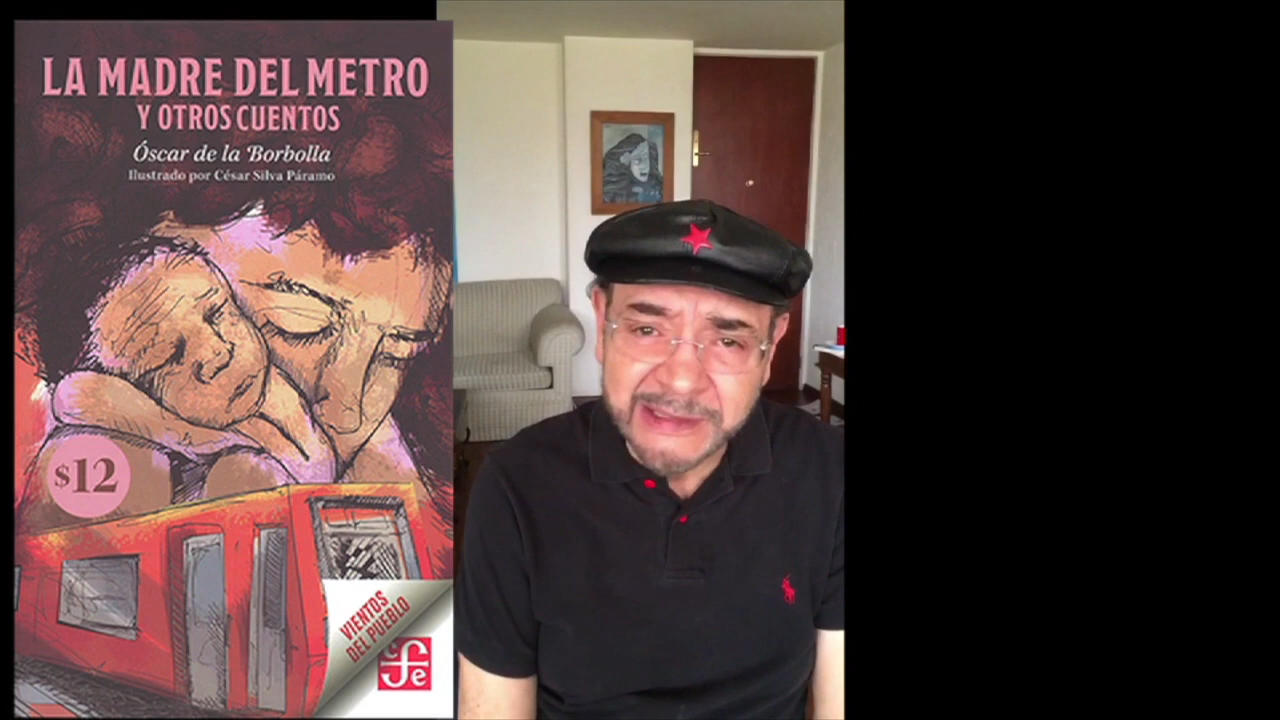 LA MADRE DEL METRO
Y OTROS CUENTOS
Óscar de la Borbolla
Ilustrado por César Silva Páramo
$12
VIENTOS
DEL PUEBLO
cfe